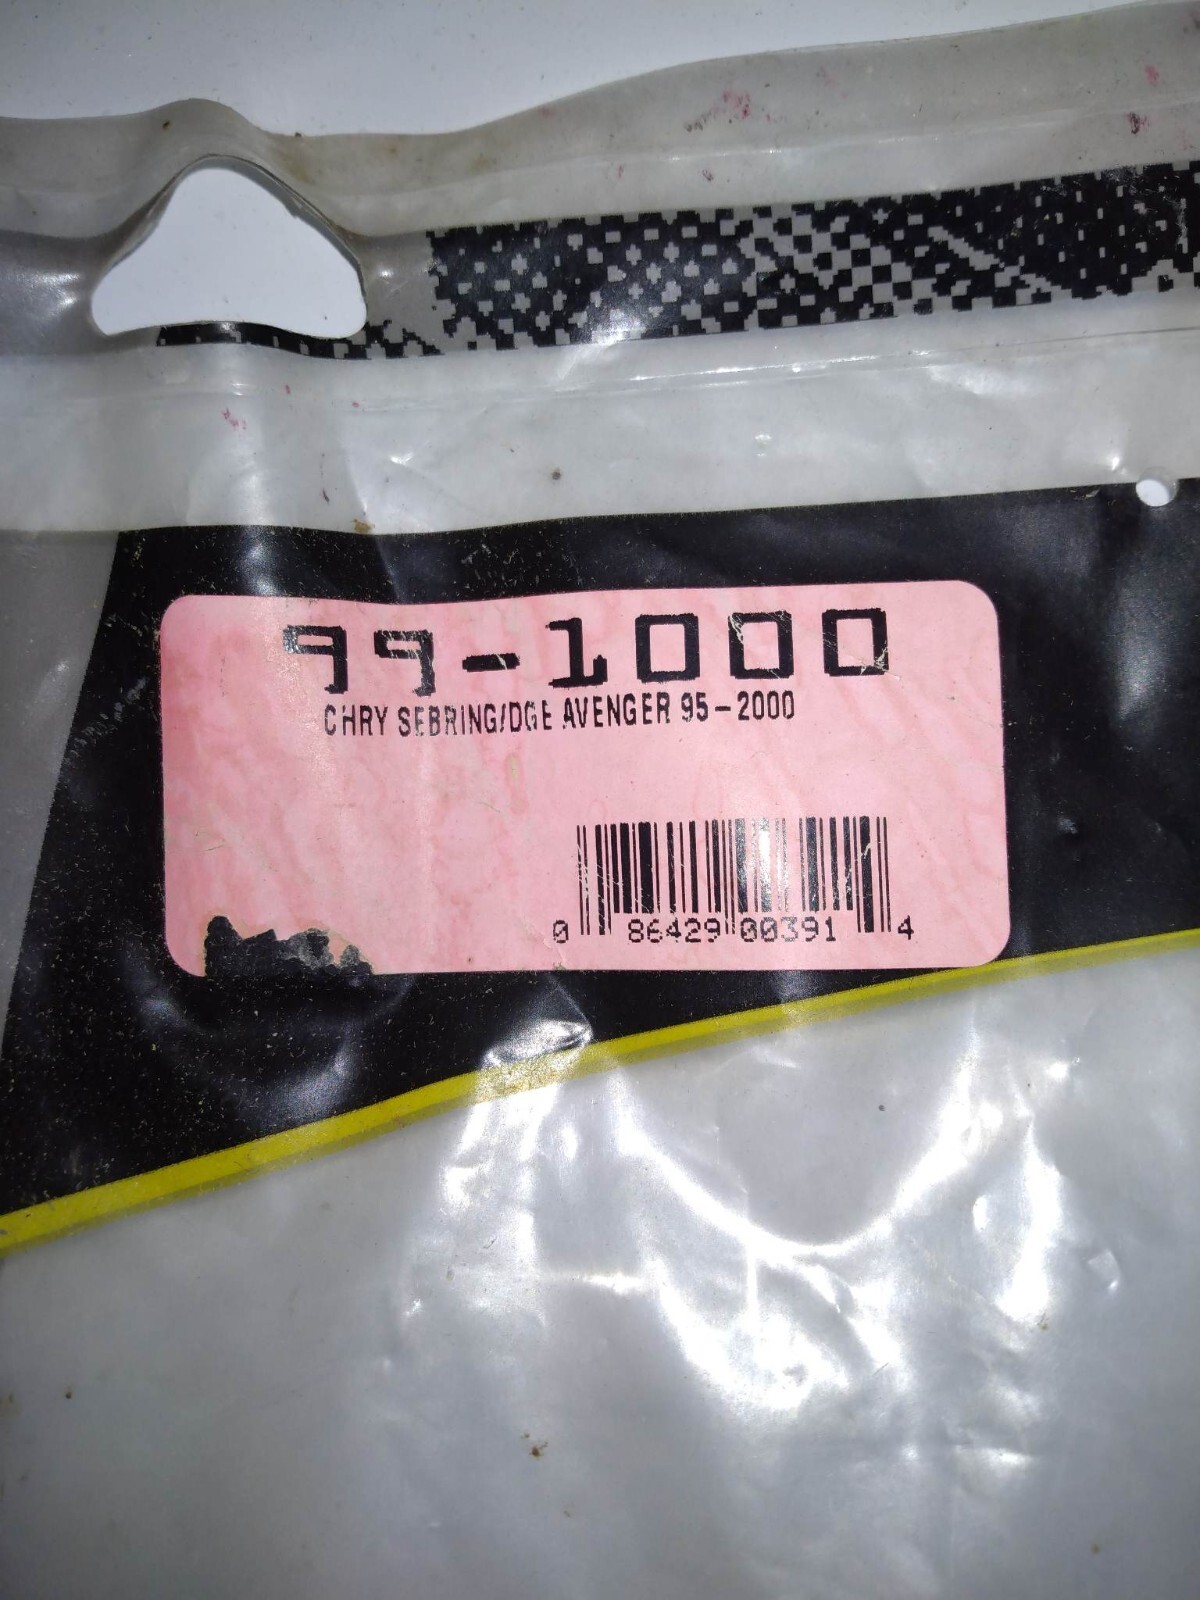 99-1000
CHRY SEBRING/DGE AVENGER 95-2000
0 86429 00391 4